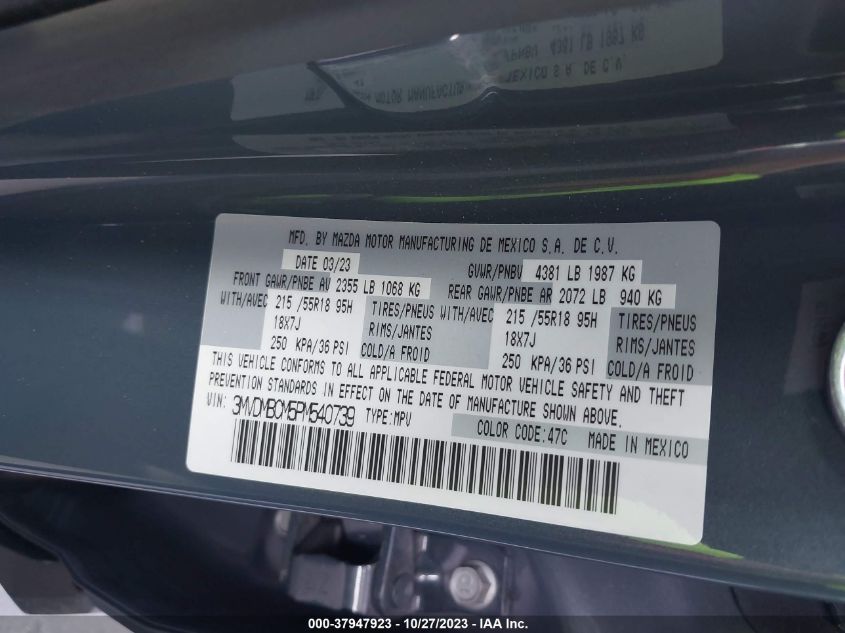 MFD. BY MAZDA MOTOR MANUFACTURING DE MEXICO S.A. DE C.V.
DATE 03/23 GVWR/PNBV 4381 LB 1987 KG
FRONT GAWR/PNBE AV 2355 LB 1068 KG REAR GAWR/PNBE AR 2072 LB 940 KG
WITH/AVEC 215 /55R18 95H TIRES/PNEUS WITH/AVEC 215 /55R18 95H TIRES/PNEUS
18X7J RIMS/JANTES 18X7J RIMS/JANTES
250 KPA/36 PSI COLD/A FROID 250 KPA/36 PSI COLD/A FROID
THIS VEHICLE CONFORMS TO ALL APPLICABLE FEDERAL MOTOR VEHICLE SAFETY AND THEFT
PREVENTION STANDARDS IN EFFECT ON THE DATE OF MANUFACTURE SHOWN ABOVE.
VIN: 3MVDMBCM5PM540739 TYPE:MPV
COLOR CODE:47C MADE IN MEXICO
000-37947923 - 10/27/2023 - IAA Inc.